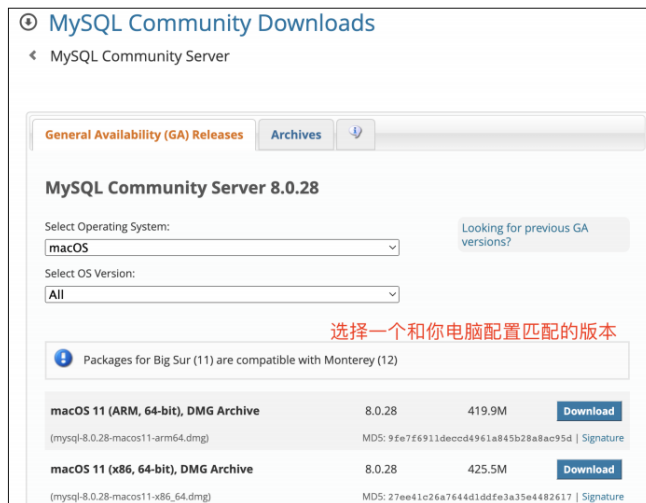 MySQL Community Downloads
MySQL Community Server
General Availability (GA) Releases
Archives
MySQL Community Server 8.0.28
Select Operating System:
Looking for previous GA
versions?
macOS
Select OS Version:
All
选择一个和你电脑配置匹配的版本
Packages for Big Sur (11) are compatible with Monterey (12)
macOS 11 (ARM, 64-bit), DMG Archive 8.0.28 419.9M Download
(mysql-8.0.28-macos11-arm64.dmg) MD5: 9fe7f6911deccd4961a845b28a8ac95d | Signature
macOS 11 (x86, 64-bit), DMG Archive 8.0.28 425.5M Download
(mysql-8.0.28-macos11-x86_64.dmg) MD5: 27ee41c26a7644d1ddfe3a35e4482617 | Signature